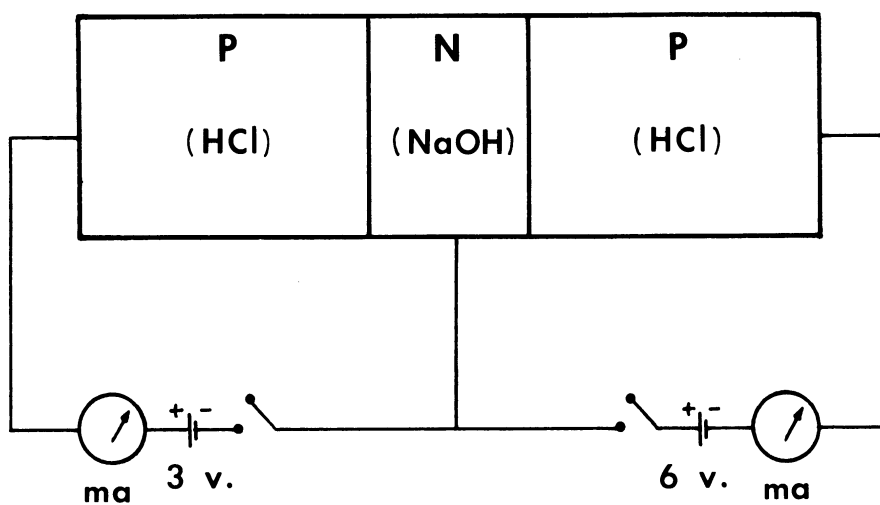 P N P
(HCl) (NaOH) (HCl)
+ - + -
3 v. 6 v.
ma ma